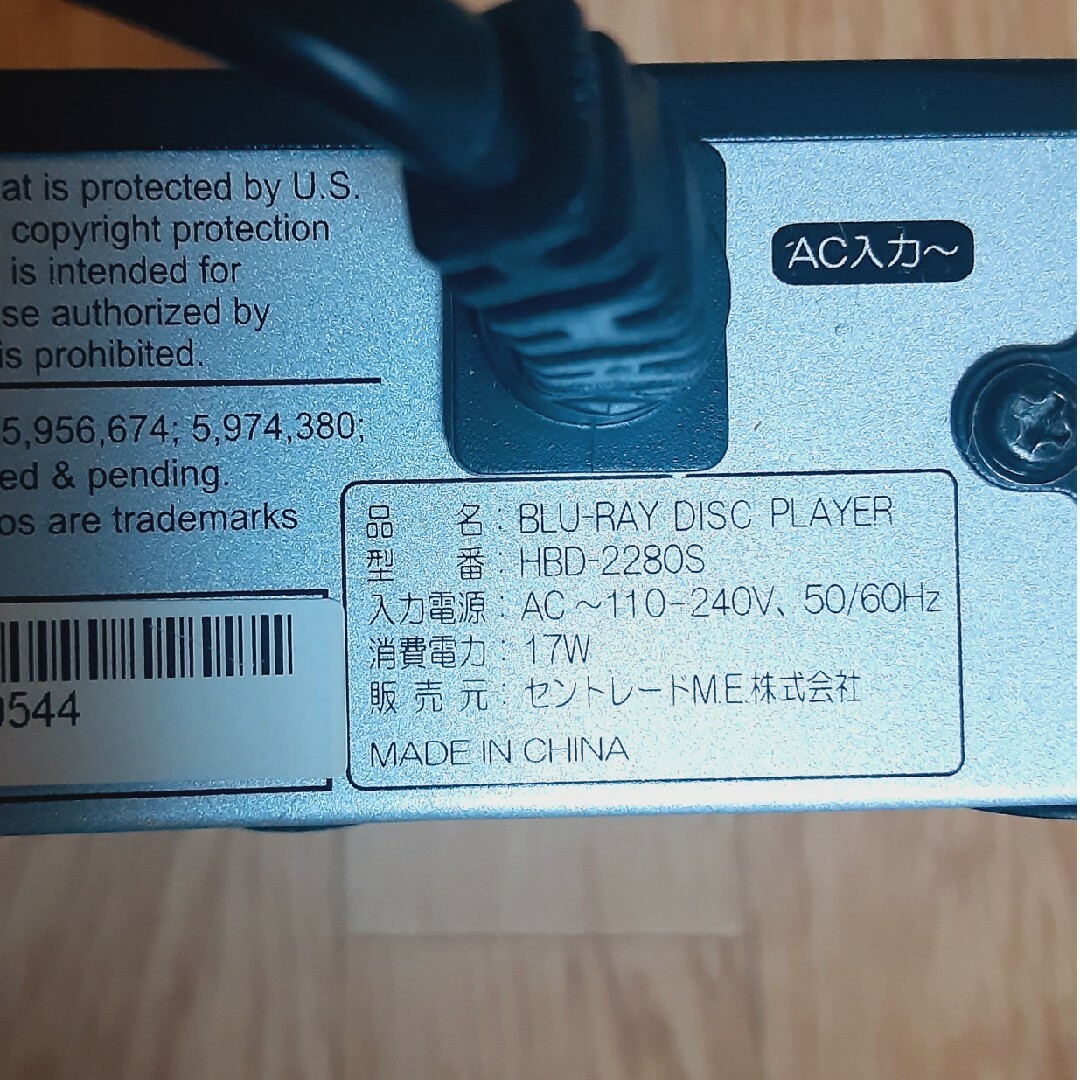 at is protected by U.S.
copyright protection
is intended for
se authorized by
is prohibited.
5,956,674; 5,974,380;
ed & pending.
os are trademarks
0544
AC入力～
品 名：BLU-RAY DISC PLAYER
型 番：HBD-2280S
入力電源：AC～110-240V、50/60Hz
消費電力：17W
販 売 元：セントレードM.E.株式会社
MADE IN CHINA